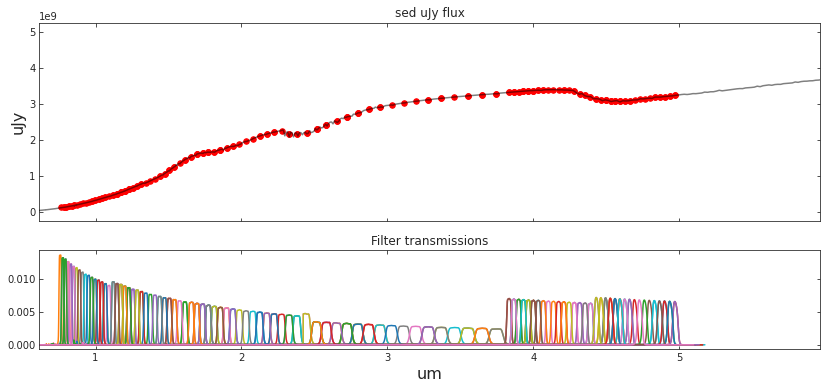 sed uJy flux
1e9
5
4
3
2
1
0
uJy
Filter transmissions
0.010
0.005
0.000
1 2 3 4 5
um